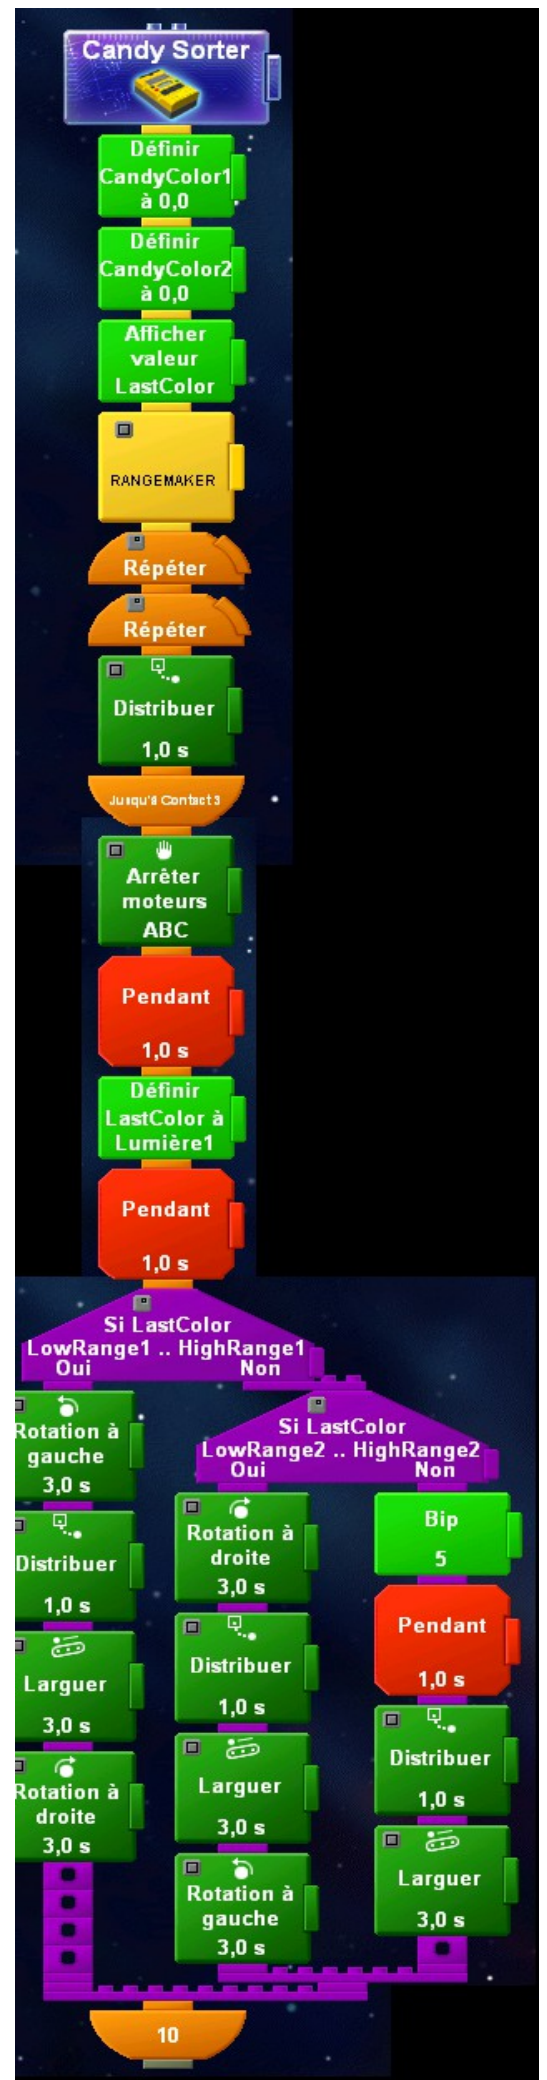 Candy Sorter
Définir
CandyColor1
à 0,0
Définir
CandyColor2
à 0,0
Afficher
valeur
LastColor
RANGEMAKER
Répéter
Répéter
Distribuer
1,0 s
Jusqu'à Contact 3
Arrêter
moteurs
ABC
Pendant
1,0 s
Définir
LastColor à
Lumière1
Pendant
1,0 s
Si LastColor
LowRange1 .. HighRange1
Oui Non
Rotation à
gauche
3,0 s
Distribuer
1,0 s
Larguer
3,0 s
Rotation à
droite
3,0 s
Si LastColor
LowRange2 .. HighRange2
Oui Non
Rotation à
droite
3,0 s
Distribuer
1,0 s
Larguer
3,0 s
Rotation à
gauche
3,0 s
Bip
5
Pendant
1,0 s
Distribuer
1,0 s
Larguer
3,0 s
10